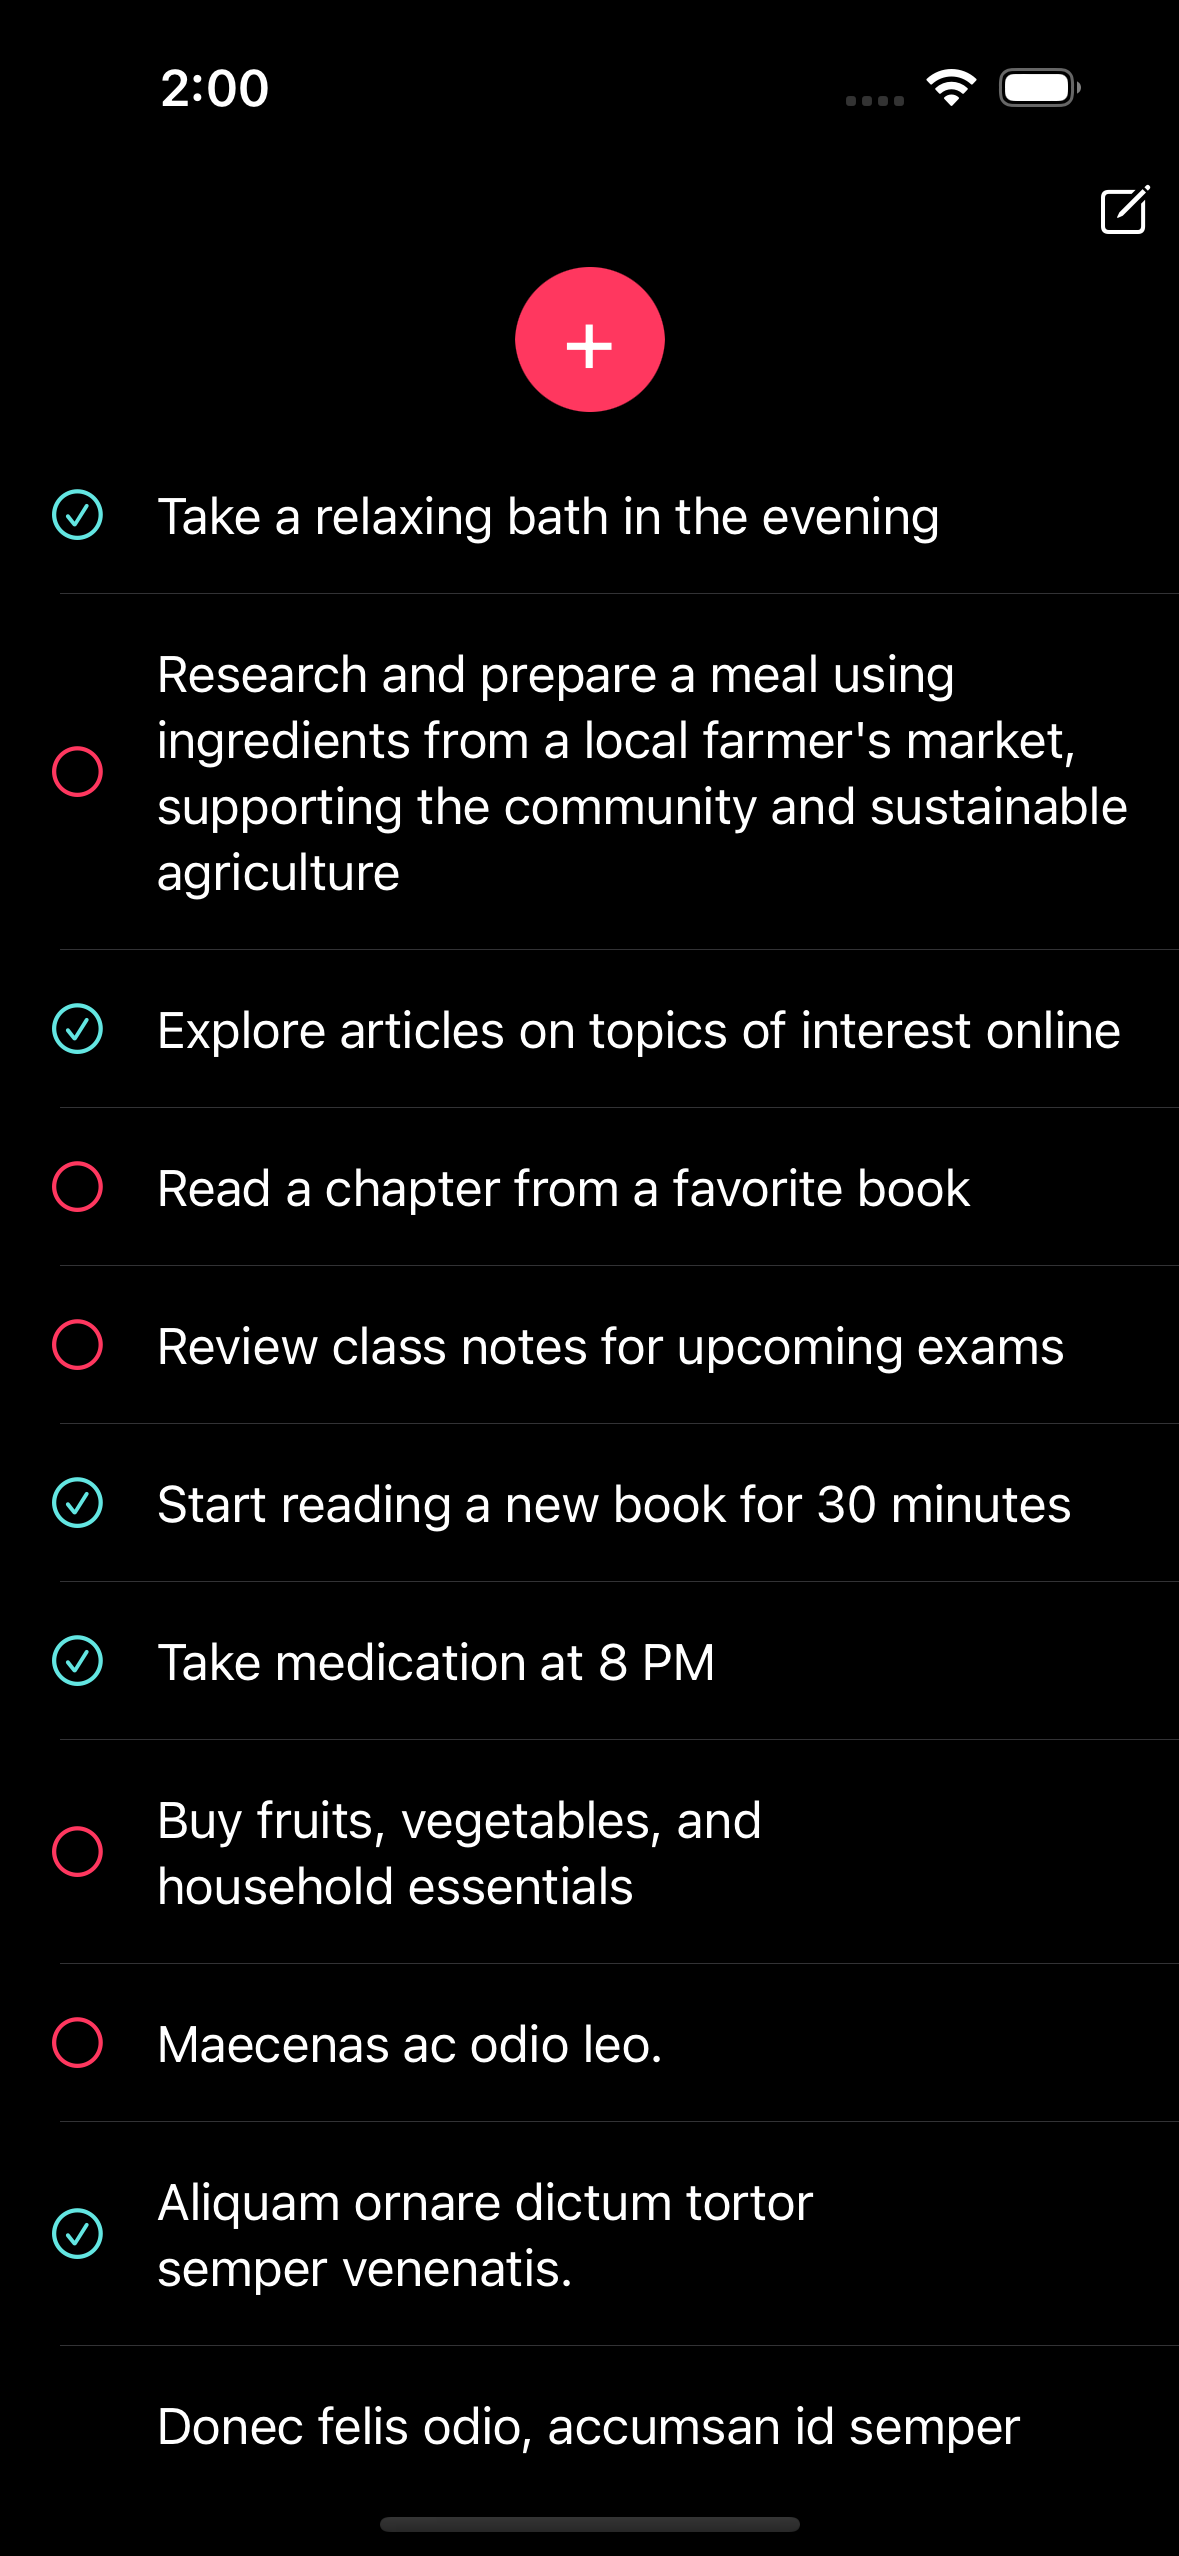 2:00
+
Take a relaxing bath in the evening
Research and prepare a meal using
ingredients from a local farmer's market,
supporting the community and sustainable
agriculture
Explore articles on topics of interest online
Read a chapter from a favorite book
Review class notes for upcoming exams
Start reading a new book for 30 minutes
Take medication at 8 PM
Buy fruits, vegetables, and
household essentials
Maecenas ac odio leo.
Aliquam ornare dictum tortor
semper venenatis.
Donec felis odio, accumsan id semper